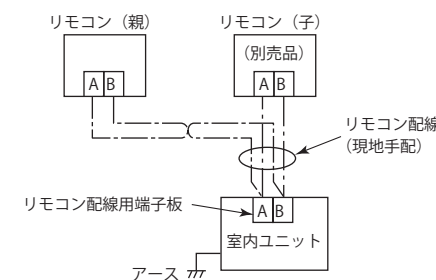 リモコン（親）
リモコン（子）
（別売品）
A B
A B
リモコン配線
（現地手配）
リモコン配線用端子板
A B
室内ユニット
アース